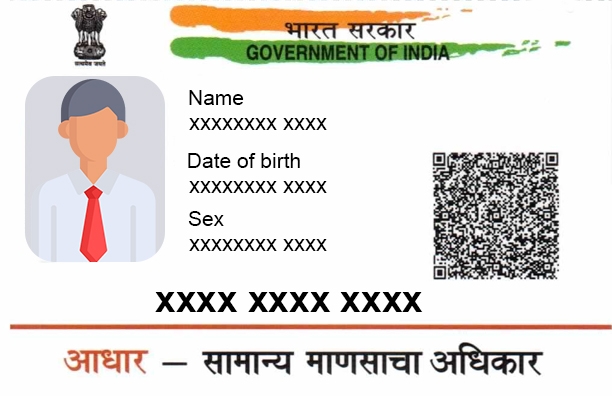 भारत सरकार
GOVERNMENT OF INDIA
सत्यमेव जयते
Name
xxxxxxxx xxxx
Date of birth
xxxxxxxx xxxx
Sex
xxxxxxxx xxxx
xxxx xxxx xxxx
आधार — सामान्य माणसाचा अधिकार